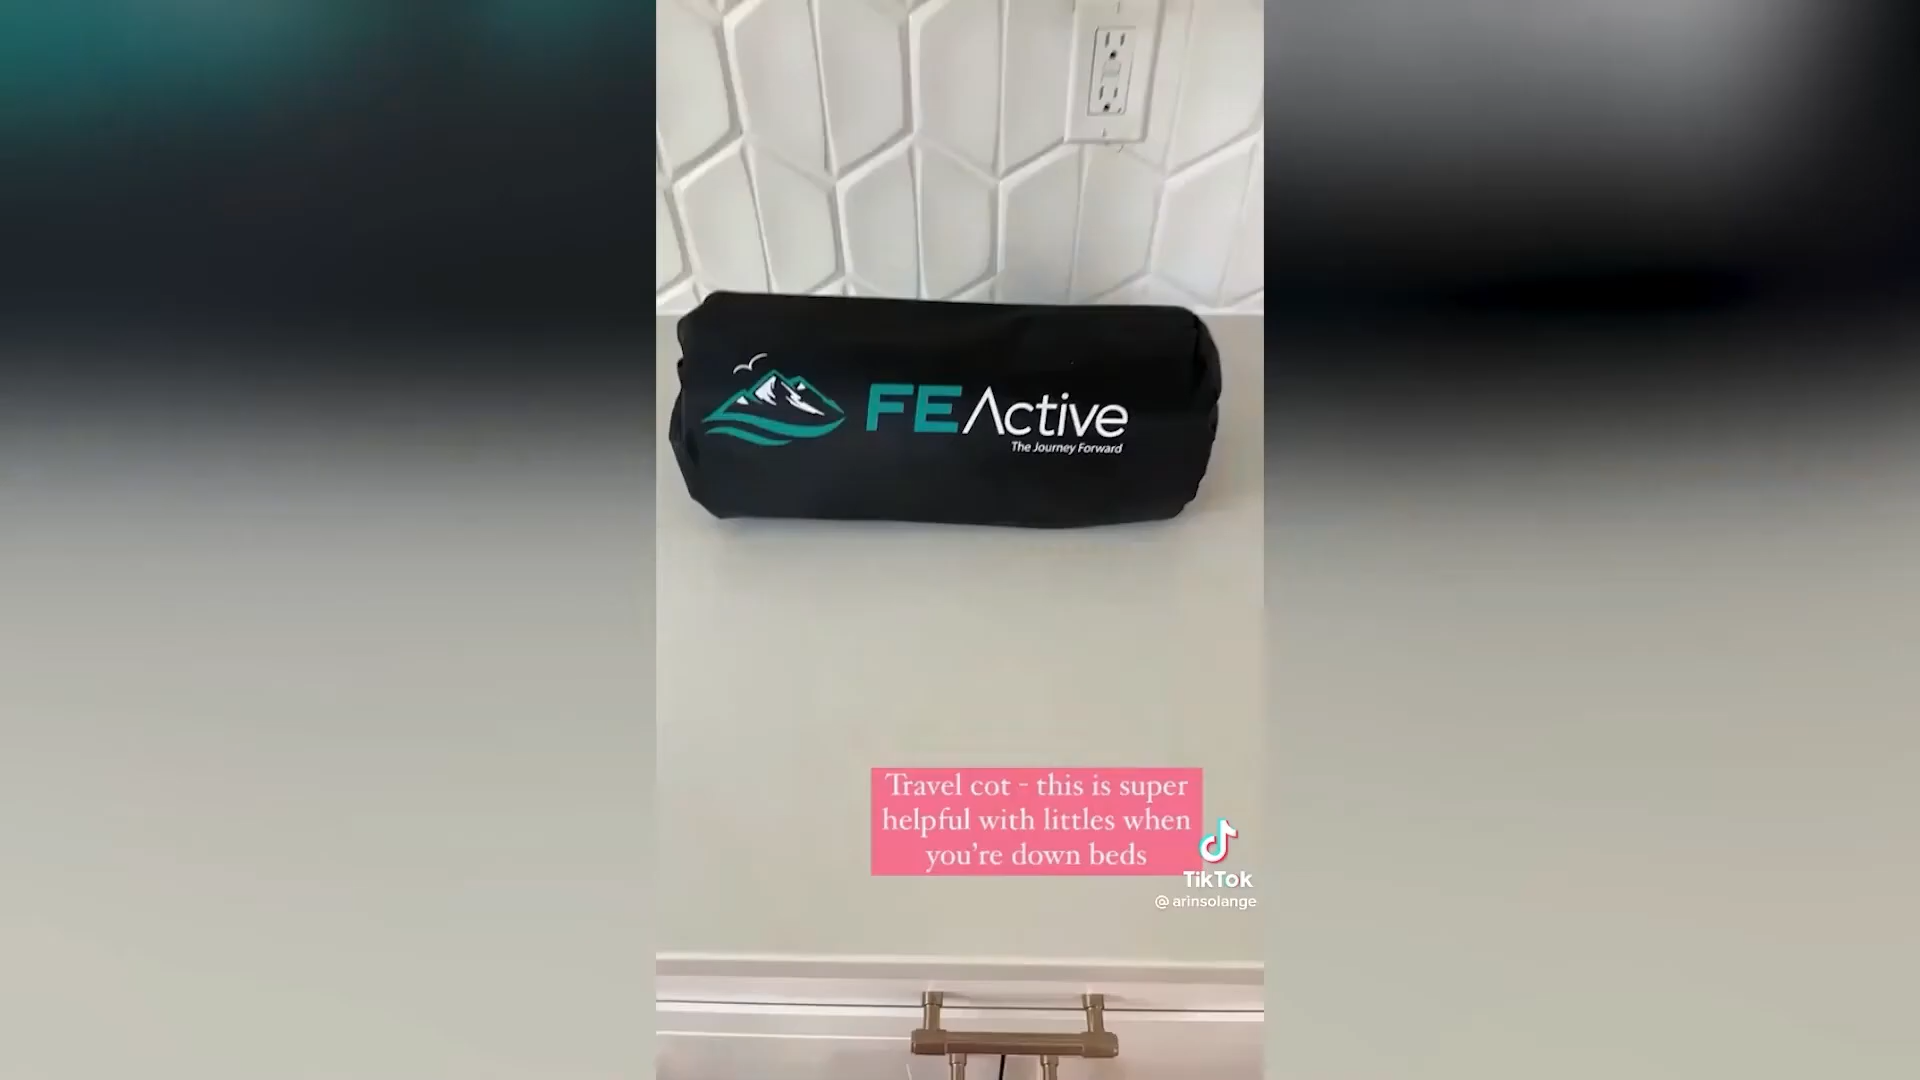 FEActive
The Journey Forward
Travel cot - this is super
helpful with littles when
you're down beds
TikTok
@arinsolange